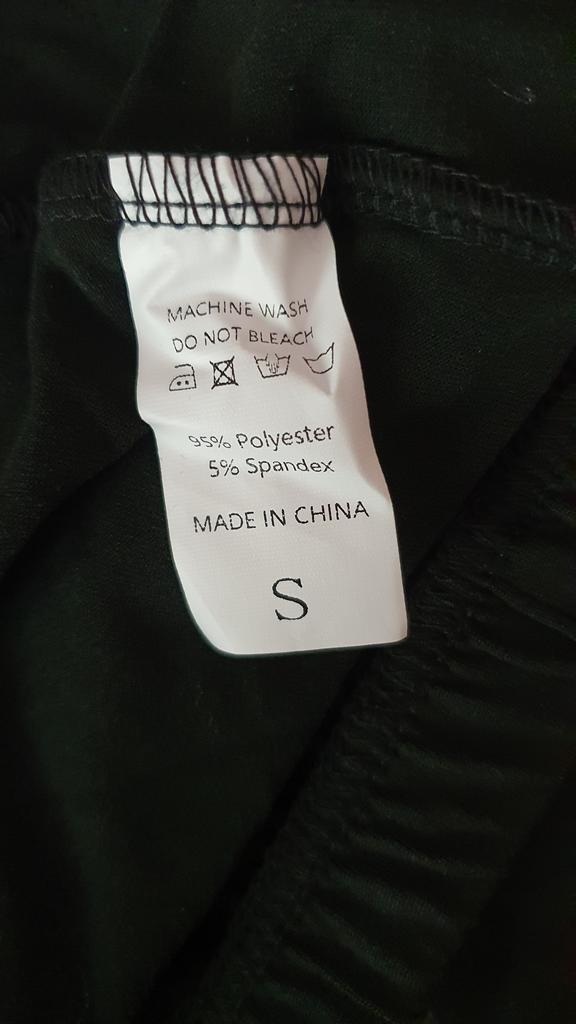 MACHINE WASH
DO NOT BLEACH
95% Polyester
5% Spandex
MADE IN CHINA
S